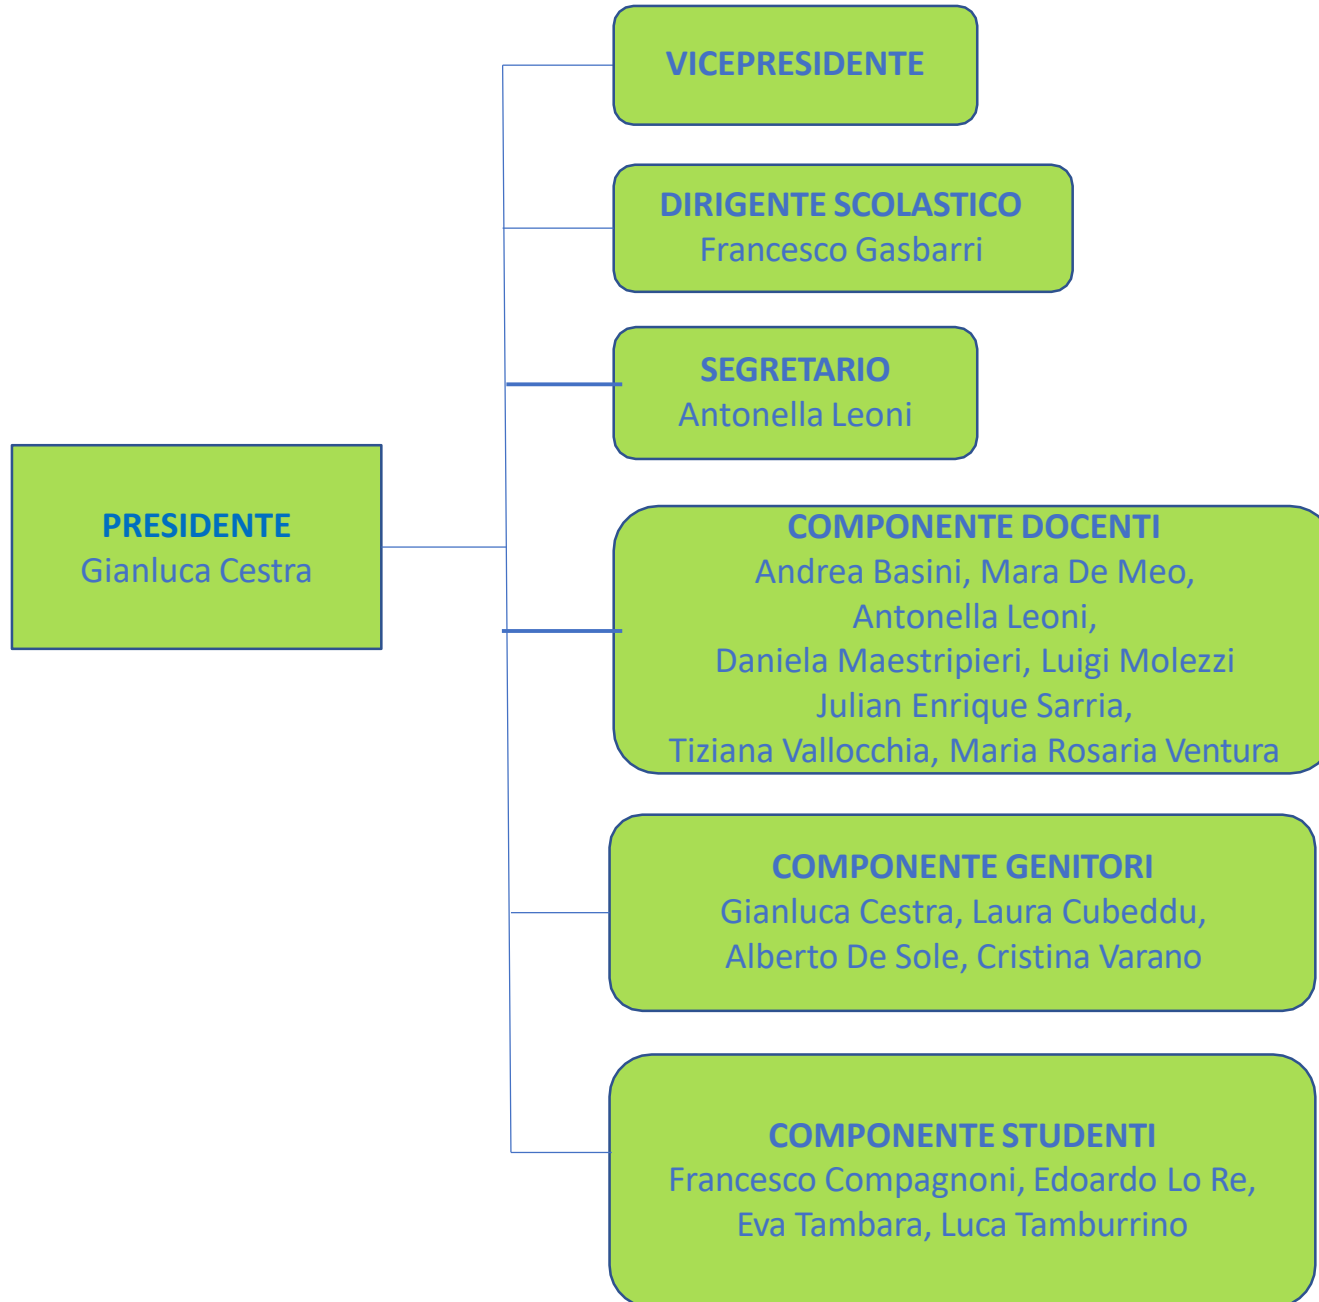 VICEPRESIDENTE
DIRIGENTE SCOLASTICO
Francesco Gasbarri
SEGRETARIO
Antonella Leoni
PRESIDENTE
Gianluca Cestra
COMPONENTE DOCENTI
Andrea Basini, Mara De Meo,
Antonella Leoni,
Daniela Maestripieri, Luigi Molezzi
Julian Enrique Sarria,
Tiziana Vallocchia, Maria Rosaria Ventura
COMPONENTE GENITORI
Gianluca Cestra, Laura Cubeddu,
Alberto De Sole, Cristina Varano
COMPONENTE STUDENTI
Francesco Compagnoni, Edoardo Lo Re,
Eva Tambara, Luca Tamburrino